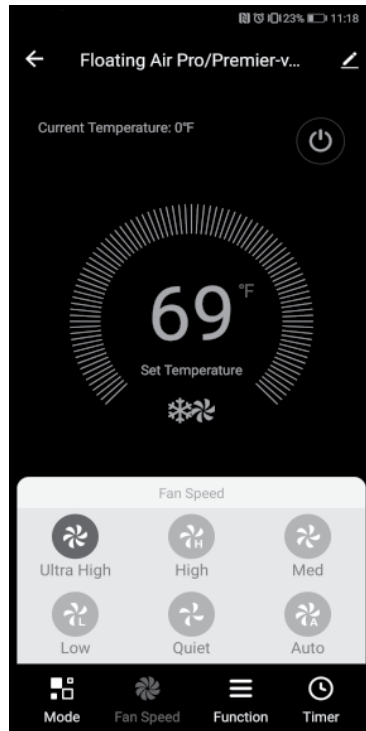 23% 11:18
Floating Air Pro/Premier-v...
Current Temperature: 0°F
69 °F
Set Temperature
Fan Speed
Ultra High
H
High
Med
L
Low
Quiet
A
Auto
Mode
Fan Speed
Function
Timer